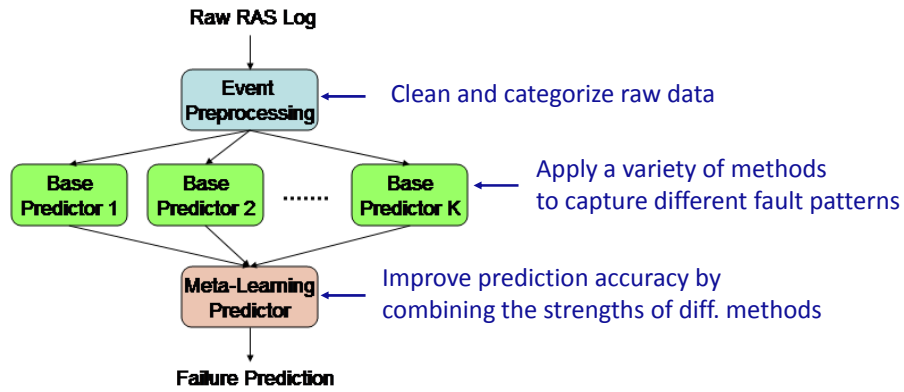 Raw RAS Log
Event
Preprocessing
Clean and categorize raw data
Base
Predictor 1
Base
Predictor 2
.......
Base
Predictor K
Apply a variety of methods
to capture different fault patterns
Meta-Learning
Predictor
Improve prediction accuracy by
combining the strengths of diff. methods
Failure Prediction